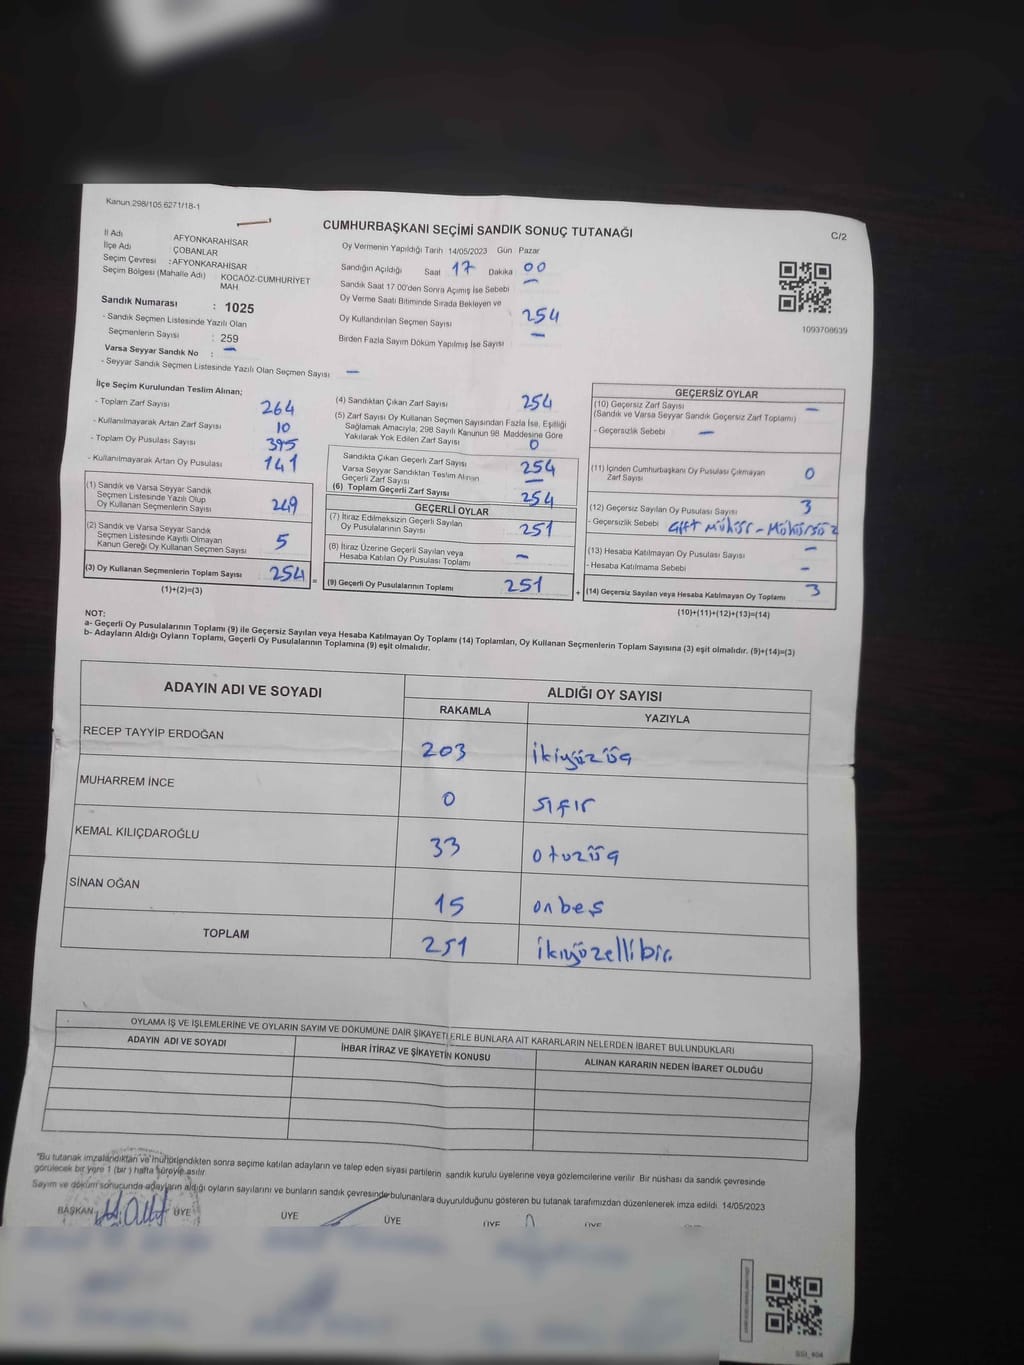 Kanun 298/105 6271/18-1
CUMHURBAŞKANI SEÇİMİ SANDIK SONUÇ TUTANAĞI
C/2
İl Adı AFYONKARAHİSAR
İlçe Adı ÇOBANLAR
Seçim Çevresi : AFYONKARAHİSAR
Seçim Bölgesi (Mahalle Adı) KOCAÖZ-CUMHURİYET
MAH
Sandık Numarası : 1025
- Sandık Seçmen Listesinde Yazılı Olan
Seçmenlerin Sayısı : 259
Varsa Seyyar Sandık No : —
- Seyyar Sandık Seçmen Listesinde Yazılı Olan Seçmen Sayısı —
Oy Vermenin Yapıldığı Tarih 14/05/2023 Gün Pazar
Sandığın Açıldığı Saat 17 Dakika 00
Sandık Saat 17:00'den Sonra Açımış İse Sebebi —
Oy Verme Saati Bitiminde Sırada Bekleyen ve
Oy Kullandırılan Seçmen Sayısı 254
Birden Fazla Sayım Döküm Yapılmış İse Sayısı —
1093708639
İlçe Seçim Kurulundan Teslim Alınan;
- Toplam Zarf Sayısı 264
- Kullanılmayarak Artan Zarf Sayısı 10
- Toplam Oy Pusulası Sayısı 395
- Kullanılmayarak Artan Oy Pusulası 141
(1) Sandık ve Varsa Seyyar Sandık
Seçmen Listesinde Yazılı Olup
Oy Kullanan Seçmenlerin Sayısı 249
(2) Sandık ve Varsa Seyyar Sandık
Seçmen Listesinde Kayıtlı Olmayan
Kanun Gereği Oy Kullanan Seçmen Sayısı 5
(3) Oy Kullanan Seçmenlerin Toplam Sayısı 254 =
(1)+(2)=(3)
(4) Sandıktan Çıkan Zarf Sayısı 254
(5) Zarf Sayısı Oy Kullanan Seçmen Sayısından Fazla İse, Eşitliği
Sağlamak Amacıyla; 298 Sayılı Kanunun 98. Maddesine Göre
Yakılarak Yok Edilen Zarf Sayısı 0
Sandıkta Çıkan Geçerli Zarf Sayısı 254
Varsa Seyyar Sandıktan Teslim Alınan
Geçerli Zarf Sayısı —
(6) Toplam Geçerli Zarf Sayısı 254
GEÇERLİ OYLAR
(7) İtiraz Edilmeksizin Geçerli Sayılan
Oy Pusulalarının Sayısı 251
(8) İtiraz Üzerine Geçerli Sayılan veya
Hesaba Katılan Oy Pusulası Toplamı —
(9) Geçerli Oy Pusulalarının Toplamı 251 +
GEÇERSİZ OYLAR
(10) Geçersiz Zarf Sayısı —
(Sandık ve Varsa Seyyar Sandık Geçersiz Zarf Toplamı)
- Geçersizlik Sebebi —
(11) İçinden Cumhurbaşkanı Oy Pusulası Çıkmayan
Zarf Sayısı 0
(12) Geçersiz Sayılan Oy Pusulası Sayısı 3
- Geçersizlik Sebebi Çift Mühür - Mühürsüz
(13) Hesaba Katılmayan Oy Pusulası Sayısı —
- Hesaba Katılmama Sebebi —
(14) Geçersiz Sayılan veya Hesaba Katılmayan Oy Toplamı 3
(10)+(11)+(12)+(13)=(14)
NOT:
a- Geçerli Oy Pusulalarının Toplamı (9) ile Geçersiz Sayılan veya Hesaba Katılmayan Oy Toplamı (14) Toplamları, Oy Kullanan Seçmenlerin Toplam Sayısına (3) eşit olmalıdır. (9)+(14)=(3)
b- Adayların Aldığı Oyların Toplamı, Geçerli Oy Pusulalarının Toplamına (9) eşit olmalıdır.
ADAYIN ADI VE SOYADI ALDIĞI OY SAYISI
RAKAMLA YAZIYLA
RECEP TAYYİP ERDOĞAN 203 ikiyüzüç
MUHARREM İNCE 0 sıfır
KEMAL KILIÇDAROĞLU 33 otuzüç
SİNAN OĞAN 15 onbeş
TOPLAM 251 ikiyüzellibir
OYLAMA İŞ VE İŞLEMLERİNE VE OYLARIN SAYIM VE DÖKÜMÜNE DAİR ŞİKAYETLERLE BUNLARA AİT KARARLARIN NELERDEN İBARET BULUNDUKLARI
ADAYIN ADI VE SOYADI İHBAR İTİRAZ VE ŞİKAYETİN KONUSU ALINAN KARARIN NEDEN İBARET OLDUĞU
"Bu tutanak imzalandıktan ve mühürlendikten sonra seçime katılan adayların ve talep eden siyasi partilerin sandık kurulu üyelerine veya gözlemcilerine verilir. Bir nüshası da sandık çevresinde
görülecek bir yere 1 (bir) hafta süreyle asılır.
Sayım ve döküm sonucunda adayların aldığı oyların sayılarını ve bunların sandık çevresinde bulunanlara duyurulduğunu gösteren bu tutanak tarafımızdan düzenlenerek imza edildi. 14/05/2023
BAŞKAN ÜYE ÜYE ÜYE ÜYE ÜYE